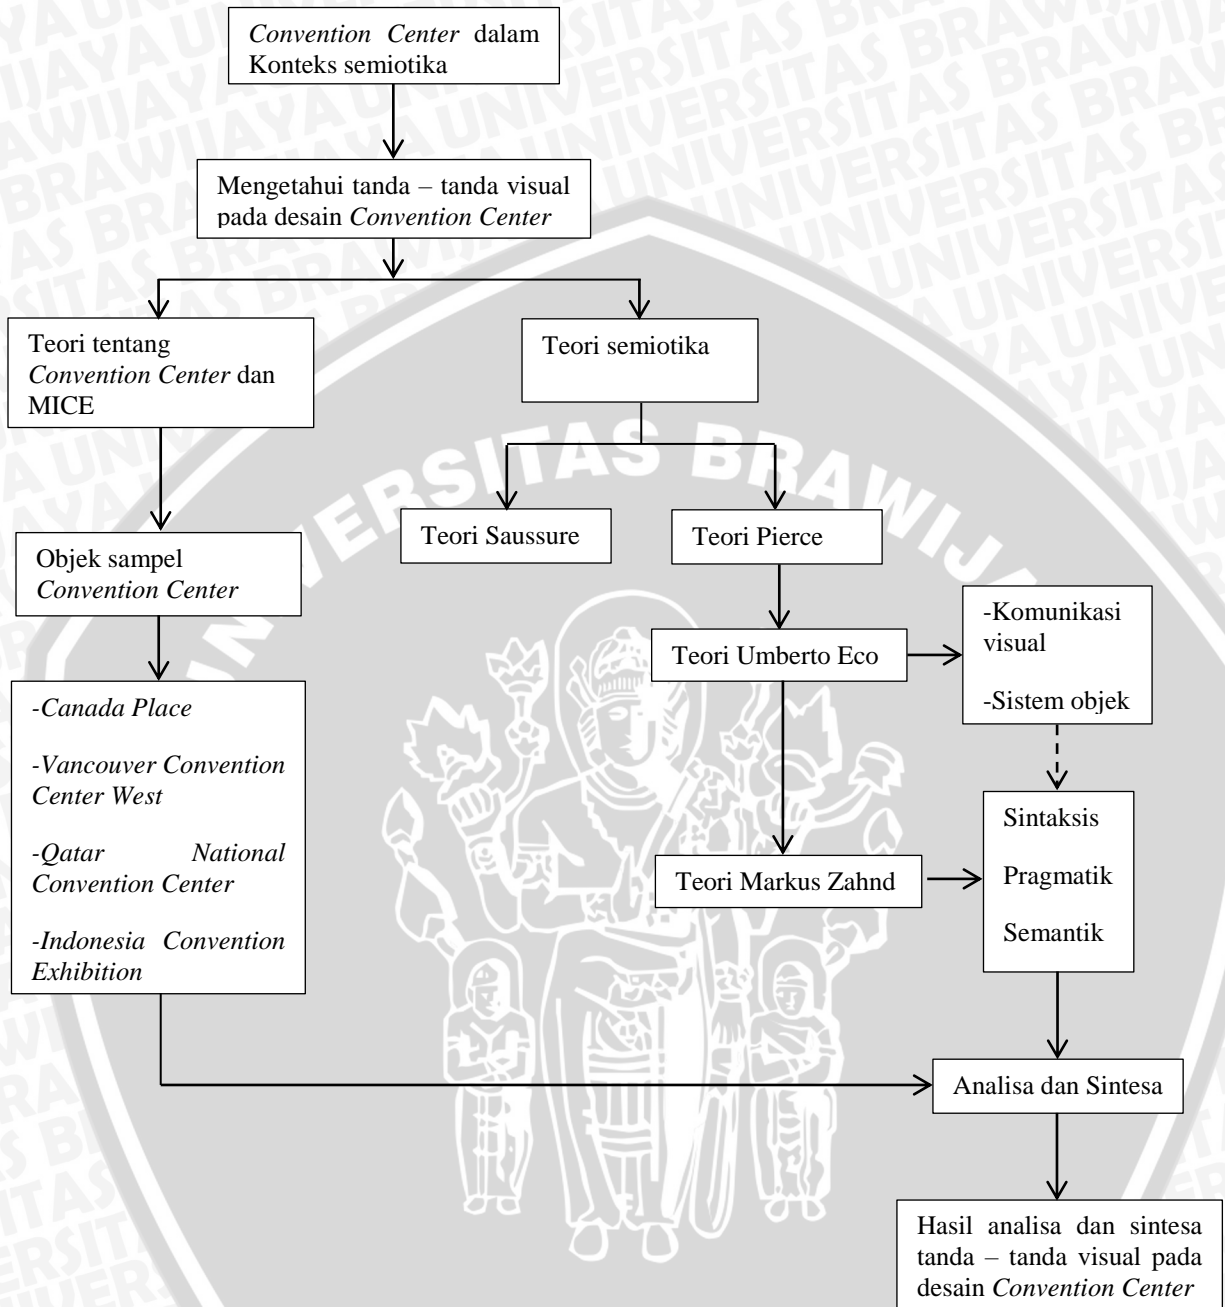 Convention Center dalam
Konteks semiotika
Mengetahui tanda – tanda visual
pada desain Convention Center
Teori tentang
Convention Center dan
MICE
Teori semiotika
Teori Saussure
Teori Pierce
Objek sampel
Convention Center
-Komunikasi
visual
-Sistem objek
Teori Umberto Eco
-Canada Place
-Vancouver Convention
Center West
-Qatar National
Convention Center
-Indonesia Convention
Exhibition
Sintaksis
Pragmatik
Semantik
Teori Markus Zahnd
Analisa dan Sintesa
Hasil analisa dan sintesa
tanda – tanda visual pada
desain Convention Center
UNIVERSITAS BRAWIJAYA